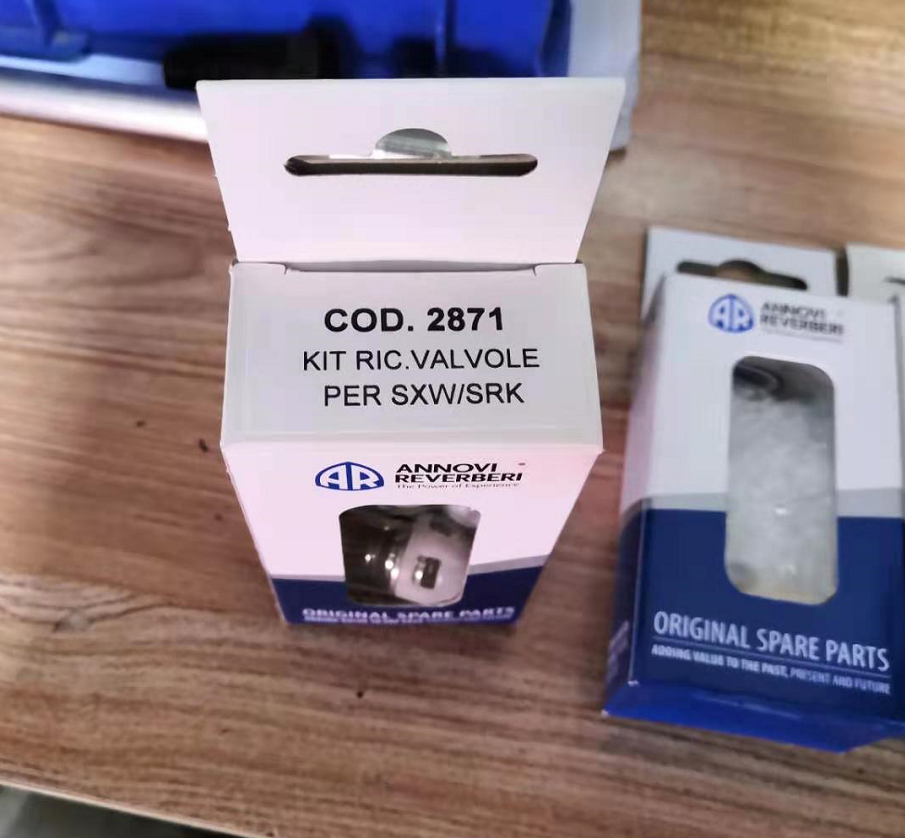 COD. 2871
KIT RIC.VALVOLE
PER SXW/SRK
AR ANNOVI
REVERBERI
The Power of Experience
ORIGINAL SPARE PARTS
AR ANNOVI
REVERBERI
ORIGINAL SPARE PARTS
ADDING VALUE TO THE PAST, PRESENT AND FUTURE